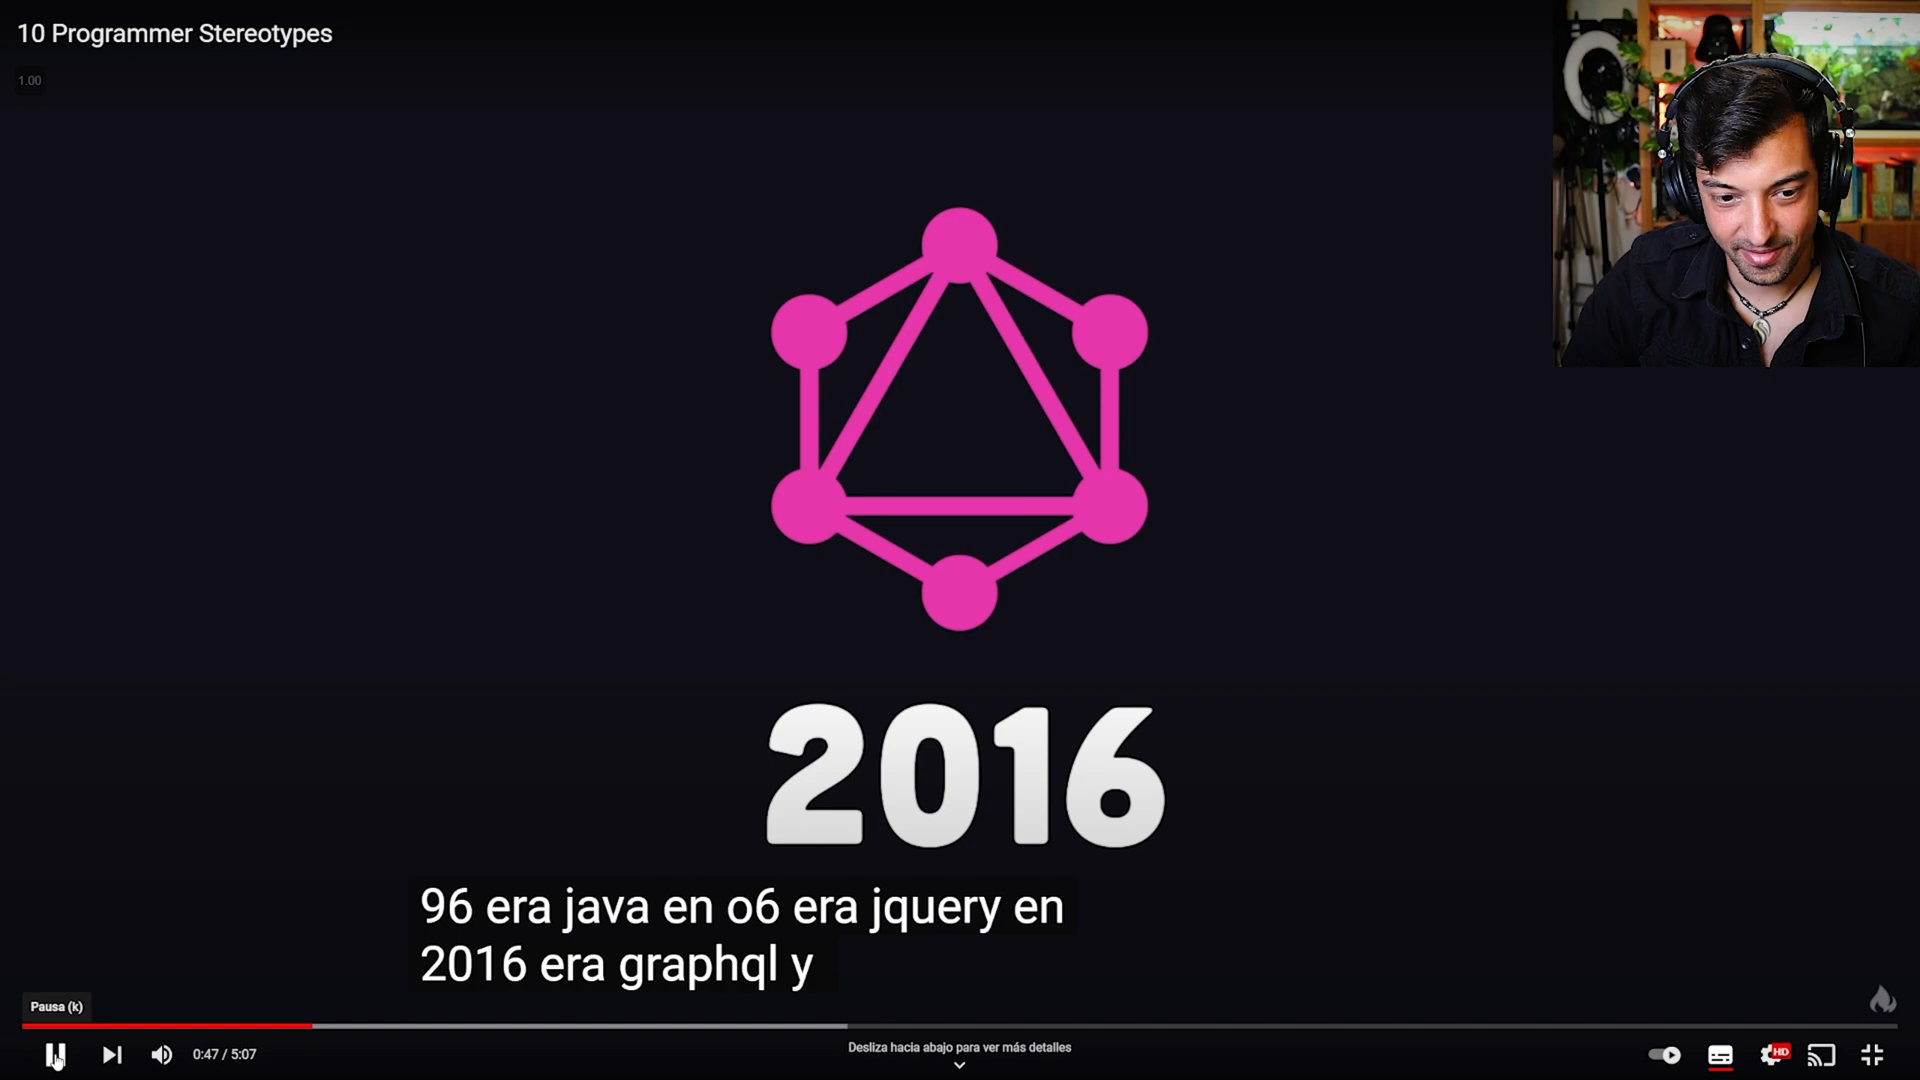 10 Programmer Stereotypes
1.00
2016
96 era java en o6 era jquery en
2016 era graphql y
Pausa (k)
0:47 / 5:07
Desliza hacia abajo para ver más detalles
HD